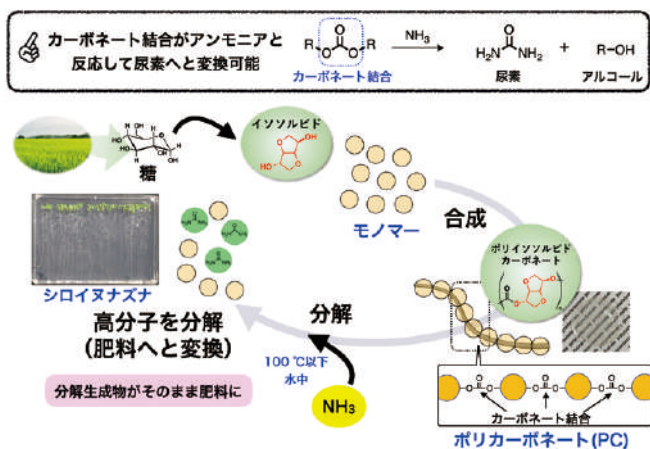 カーボネート結合がアンモニアと
反応して尿素へと変換可能
R O O R
O
カーボネート結合
NH₃
O
H₂N NH₂
尿素
+
R-OH
アルコール
糖
イソソルビド
モノマー
合成
ポリイソソルビド
カーボネート
シロイヌナズナ
高分子を分解
(肥料へと変換)
分解
100 ℃以下
水中
NH₃
分解生成物がそのまま肥料に
カーボネート結合
ポリカーボネート(PC)